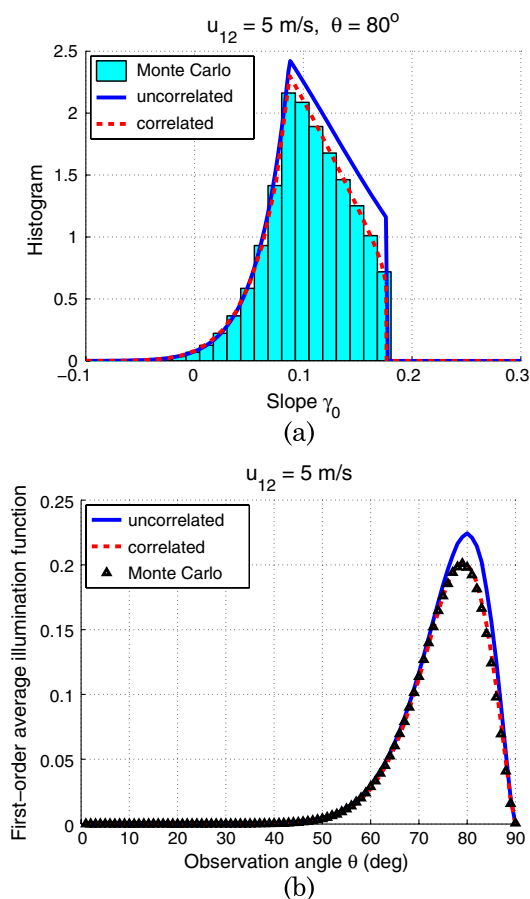 u12 = 5 m/s, θ = 80o
2.5
2
1.5
1
0.5
0
Histogram
Monte Carlo
uncorrelated
correlated
−0.1
0
0.1
0.2
0.3
Slope γ0
(a)
u12 = 5 m/s
0.25
0.2
0.15
0.1
0.05
0
First−order average illumination function
uncorrelated
correlated
Monte Carlo
0
10
20
30
40
50
60
70
80
90
Observation angle θ (deg)
(b)